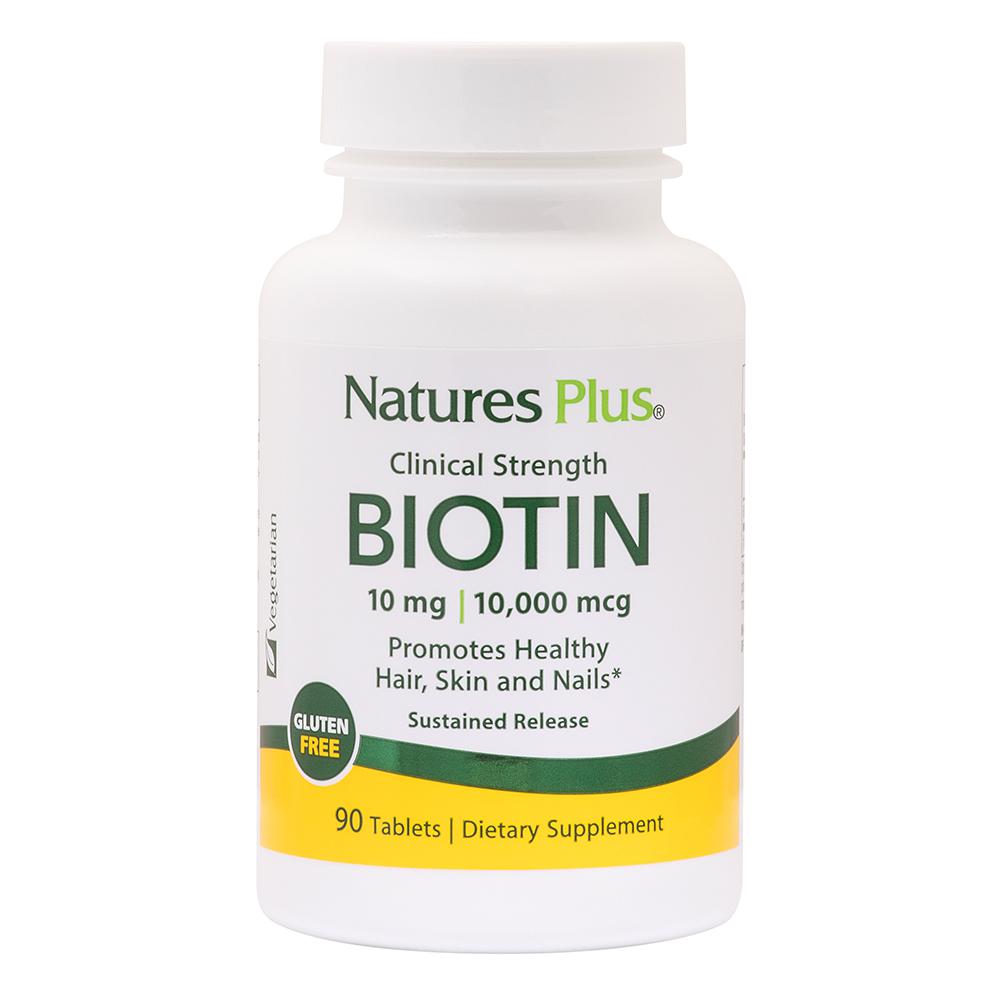 Natures Plus®
Clinical Strength
BIOTIN
10 mg | 10,000 mcg
Promotes Healthy
Hair, Skin and Nails*
Sustained Release
Vegetarian
GLUTEN
FREE
90 Tablets | Dietary Supplement